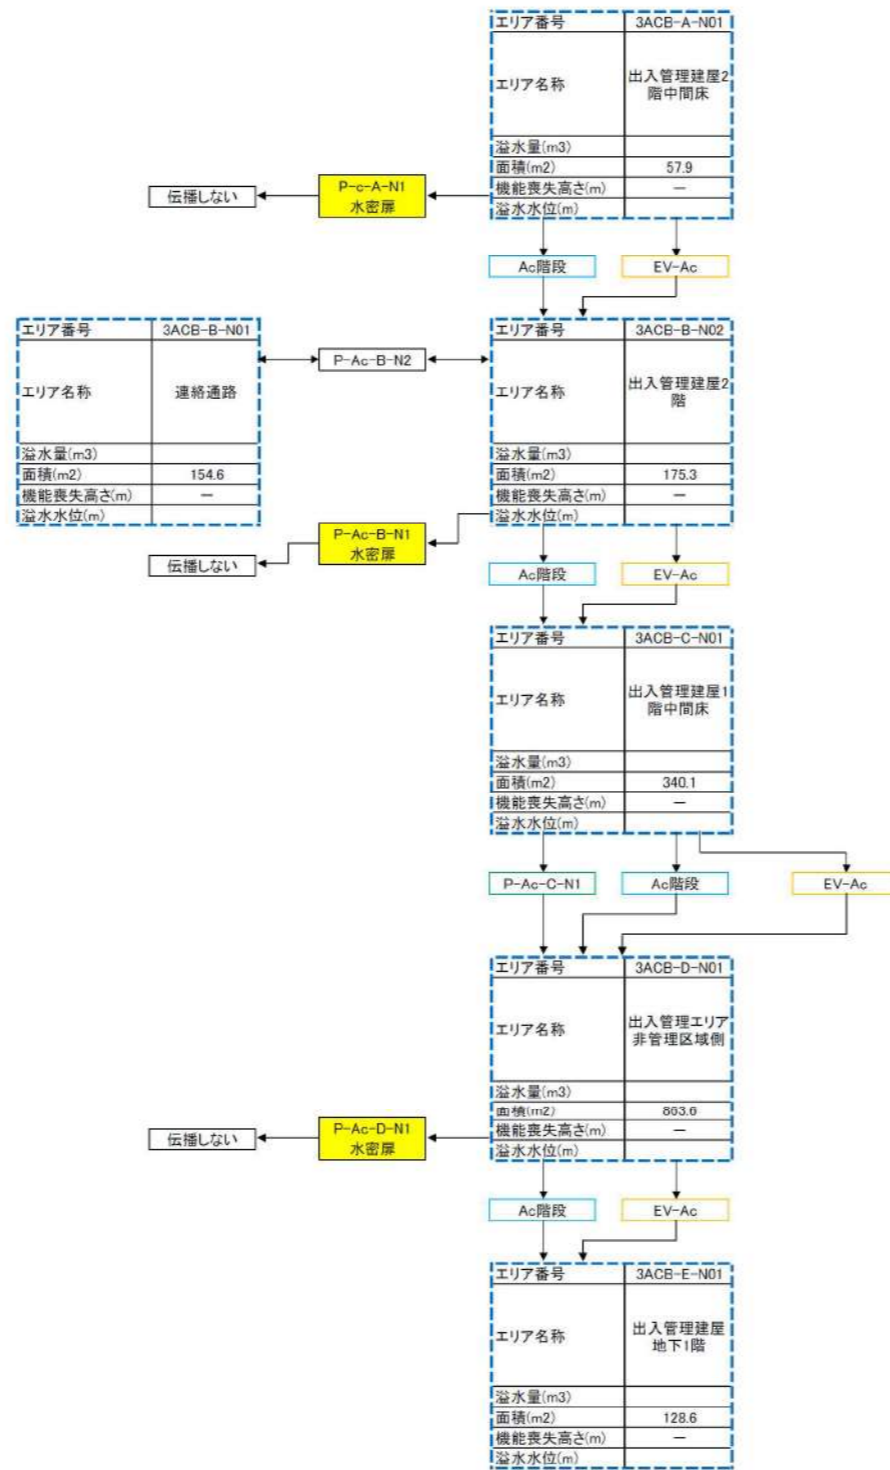 エリア番号 3ACB-A-N01
エリア名称 出入管理建屋2
階中間床
溢水量(m3)
面積(m2) 57.9
機能喪失高さ(m) −
溢水水位(m)
伝播しない
P-c-A-N1
水密扉
Ac階段
EV-Ac
エリア番号 3ACB-B-N01
エリア名称 連絡通路
溢水量(m3)
面積(m2) 154.6
機能喪失高さ(m) −
溢水水位(m)
P-Ac-B-N2
エリア番号 3ACB-B-N02
エリア名称 出入管理建屋2
階
溢水量(m3)
面積(m2) 175.3
機能喪失高さ(m) −
溢水水位(m)
伝播しない
P-Ac-B-N1
水密扉
Ac階段
EV-Ac
エリア番号 3ACB-C-N01
エリア名称 出入管理建屋1
階中間床
溢水量(m3)
面積(m2) 340.1
機能喪失高さ(m) −
溢水水位(m)
P-Ac-C-N1
Ac階段
EV-Ac
エリア番号 3ACB-D-N01
エリア名称 出入管理エリア
非管理区域側
溢水量(m3)
面積(m2) 863.6
機能喪失高さ(m) −
溢水水位(m)
伝播しない
P-Ac-D-N1
水密扉
Ac階段
EV-Ac
エリア番号 3ACB-E-N01
エリア名称 出入管理建屋
地下1階
溢水量(m3)
面積(m2) 128.6
機能喪失高さ(m) −
溢水水位(m)